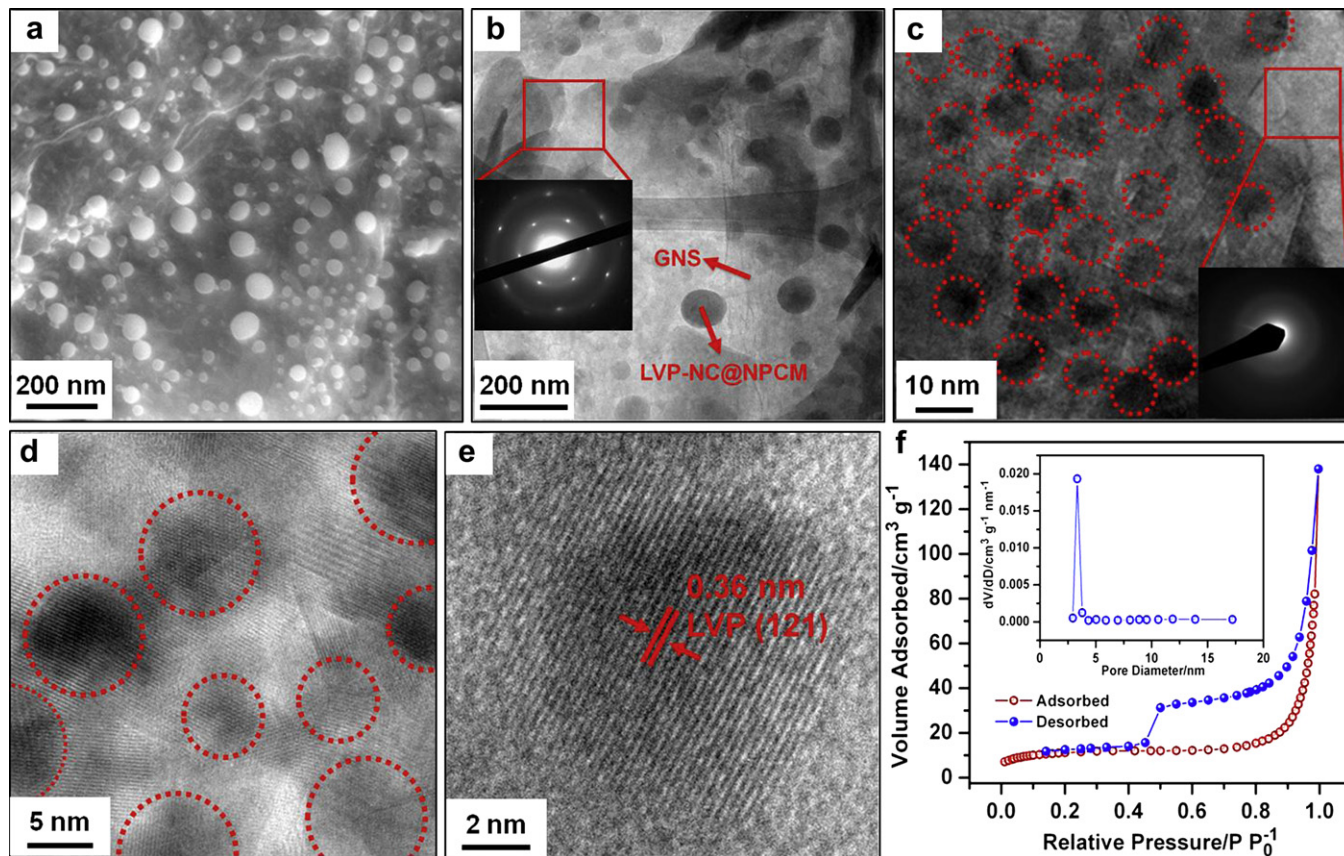 a
200 nm
b
GNS
LVP-NC@NPCM
200 nm
c
10 nm
d
5 nm
e
0.36 nm
LVP (121)
2 nm
f
Volume Adsorbed/cm³ g⁻¹
140
120
100
80
60
40
20
0
0.0 0.2 0.4 0.6 0.8 1.0
Relative Pressure/P P₀⁻¹
dV/dD/cm³ g⁻¹ nm⁻¹
0.020
0.015
0.010
0.005
0.000
0 5 10 15 20
Pore Diameter/nm
Adsorbed
Desorbed